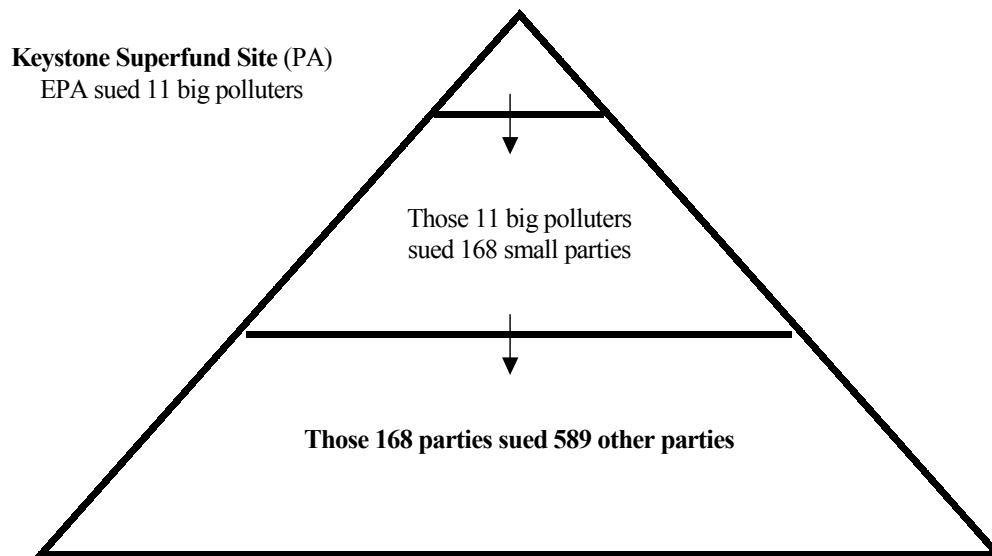 Keystone Superfund Site (PA)
EPA sued 11 big polluters
Those 11 big polluters
sued 168 small parties
Those 168 parties sued 589 other parties